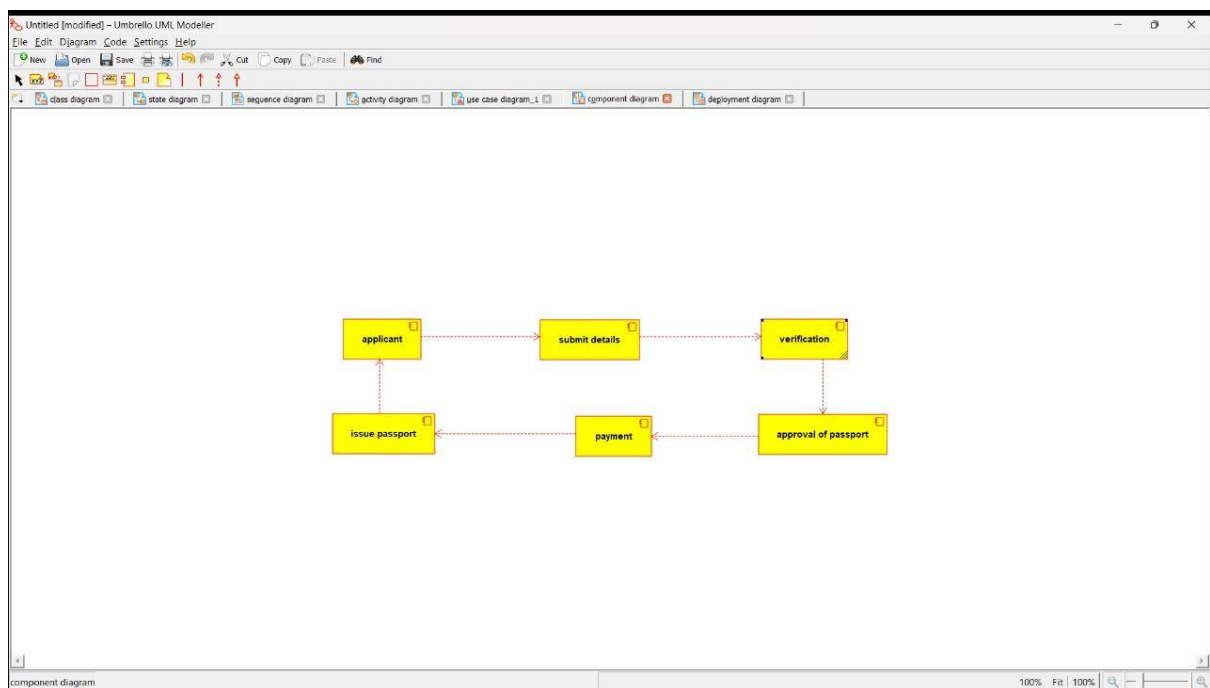 Untitled [modified] – Umbrello UML Modeller
File Edit Diagram Code Settings Help
New Open Save Cut Copy Paste Find
class diagram state diagram sequence diagram activity diagram use case diagram_1 component diagram deployment diagram
applicant submit details verification
issue passport payment approval of passport
component diagram 100% Fit 100%